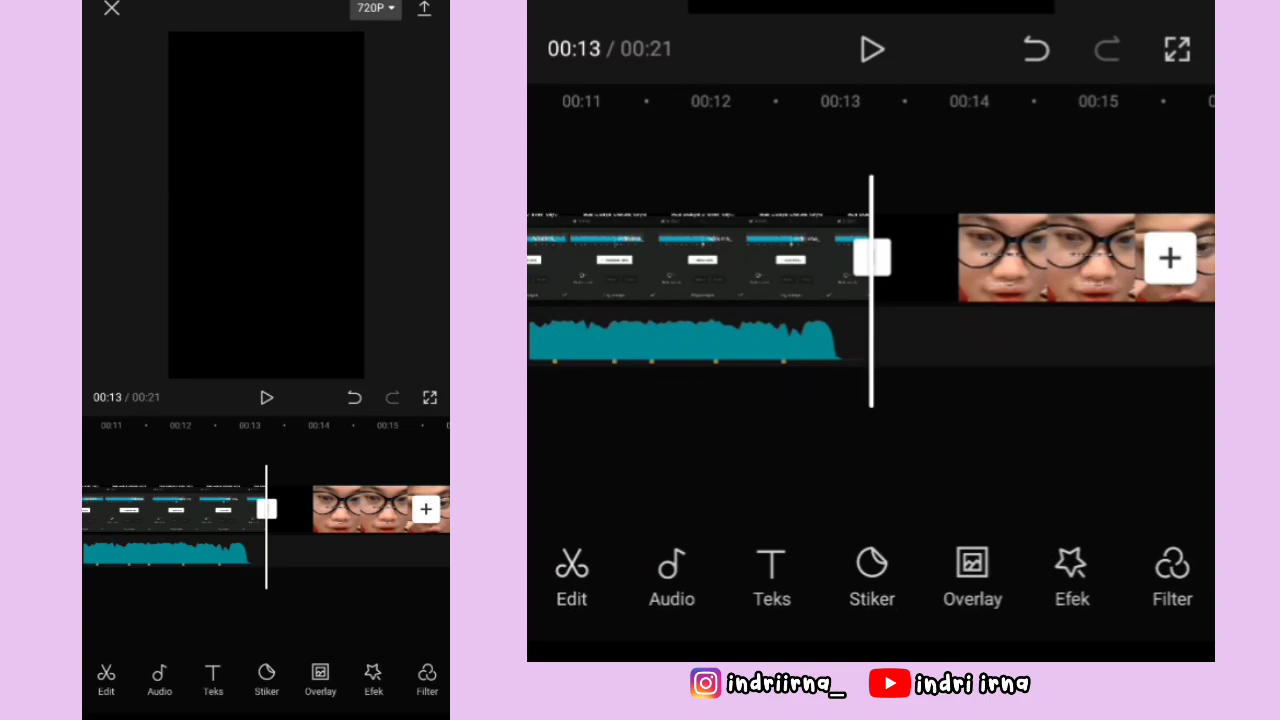 720P
00:13 / 00:21
00:11
00:12
00:13
00:14
00:15
Edit
Audio
Teks
Stiker
Overlay
Efek
Filter
00:13 / 00:21
00:11
00:12
00:13
00:14
00:15
Edit
Audio
Teks
Stiker
Overlay
Efek
Filter
indriirna_
indri irna